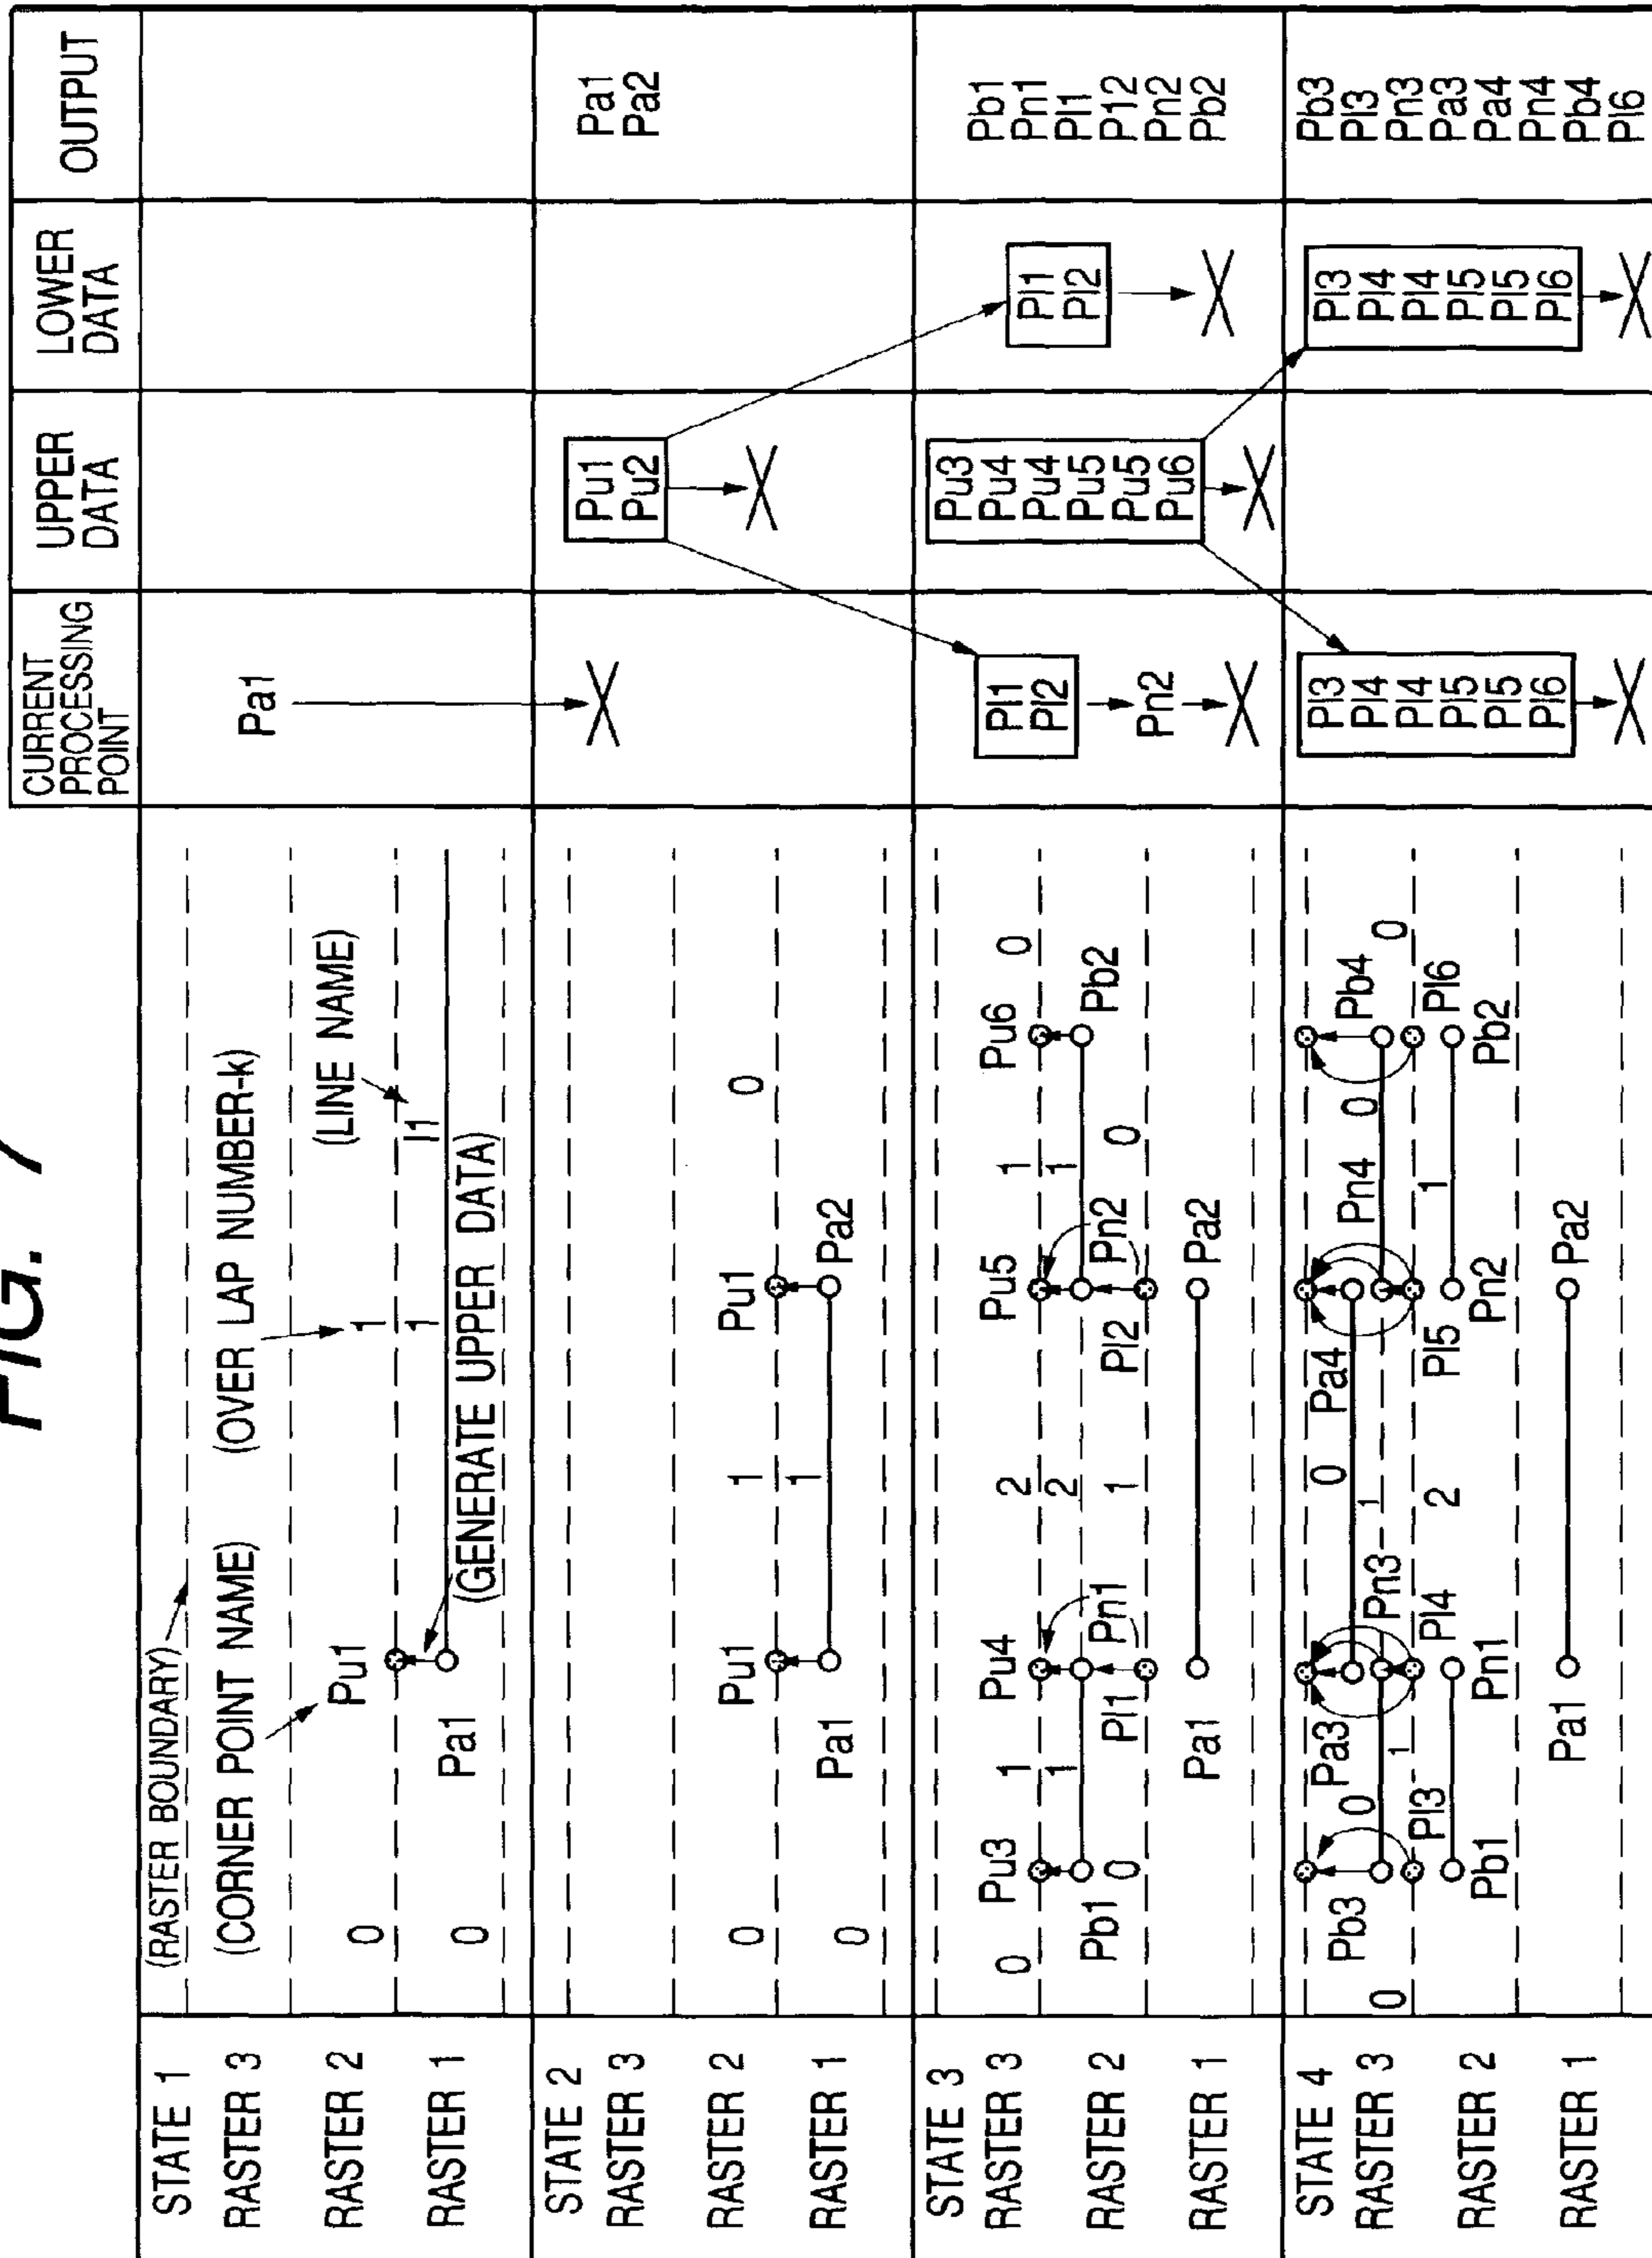 FIG. 7
CURRENT PROCESSING POINT
UPPER DATA
LOWER DATA
OUTPUT
STATE 1
RASTER 3
RASTER 2
RASTER 1
(RASTER BOUNDARY)
(CORNER POINT NAME)
(OVER LAP NUMBER-k)
(LINE NAME)
0
Pu1
1
0
Pa1
1
l1
(GENERATE UPPER DATA)
Pa1
STATE 2
RASTER 3
RASTER 2
RASTER 1
0
Pu1
1
Pu1
0
0
Pa1
1
Pa2
Pu1
Pu2
Pa1
Pa2
STATE 3
RASTER 3
RASTER 2
RASTER 1
0
Pu3
1
Pu4
2
Pu5
1
Pu6
0
1
2
1
Pb1
0
Pl1
Pn1
1
Pl2
Pn2
0
Pb2
Pa1
Pa2
Pl1
Pl2
Pn2
Pu3
Pu4
Pu4
Pu5
Pu5
Pu6
Pl1
Pl2
Pb1
Pn1
Pl1
P12
Pn2
Pb2
STATE 4
RASTER 3
RASTER 2
RASTER 1
0
Pb3
0
Pa3
0
Pa4
Pn4
0
Pb4
0
1
Pn3
1
Pl3
Pl4
2
Pl5
1
Pl6
Pb1
Pn1
Pn2
Pb2
Pa1
Pa2
Pl3
Pl4
Pl4
Pl5
Pl5
Pl6
Pl3
Pl4
Pl4
Pl5
Pl5
Pl6
Pb3
Pl3
Pn3
Pa3
Pa4
Pn4
Pb4
Pl6